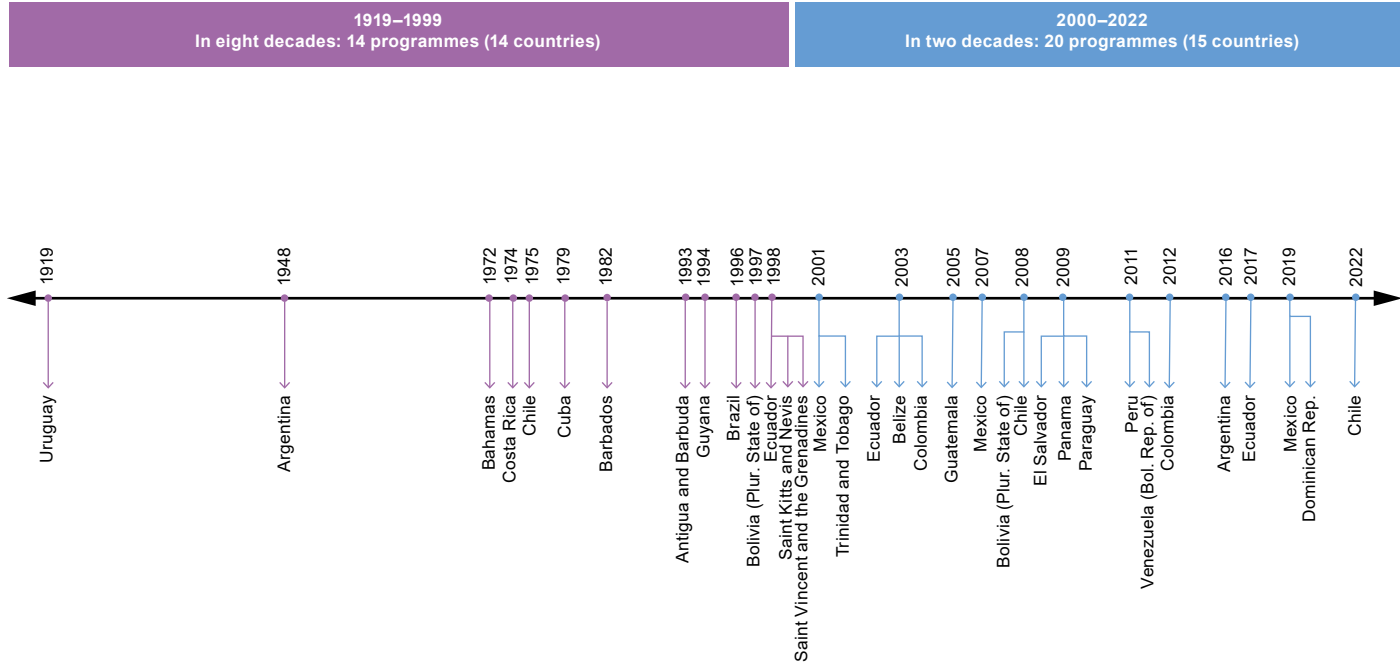 1919–1999
In eight decades: 14 programmes (14 countries)
2000–2022
In two decades: 20 programmes (15 countries)
1919
1948
1972
1974
1975
1979
1982
1993
1994
1996
1997
1998
2001
2003
2005
2007
2008
2009
2011
2012
2016
2017
2019
2022
Uruguay
Argentina
Bahamas
Costa Rica
Chile
Cuba
Barbados
Antigua and Barbuda
Guyana
Brazil
Bolivia (Plur. State of)
Ecuador
Saint Kitts and Nevis
Saint Vincent and the Grenadines
Mexico
Trinidad and Tobago
Ecuador
Belize
Colombia
Guatemala
Mexico
Bolivia (Plur. State of)
Chile
El Salvador
Panama
Paraguay
Peru
Venezuela (Bol. Rep. of)
Colombia
Argentina
Ecuador
Mexico
Dominican Rep.
Chile